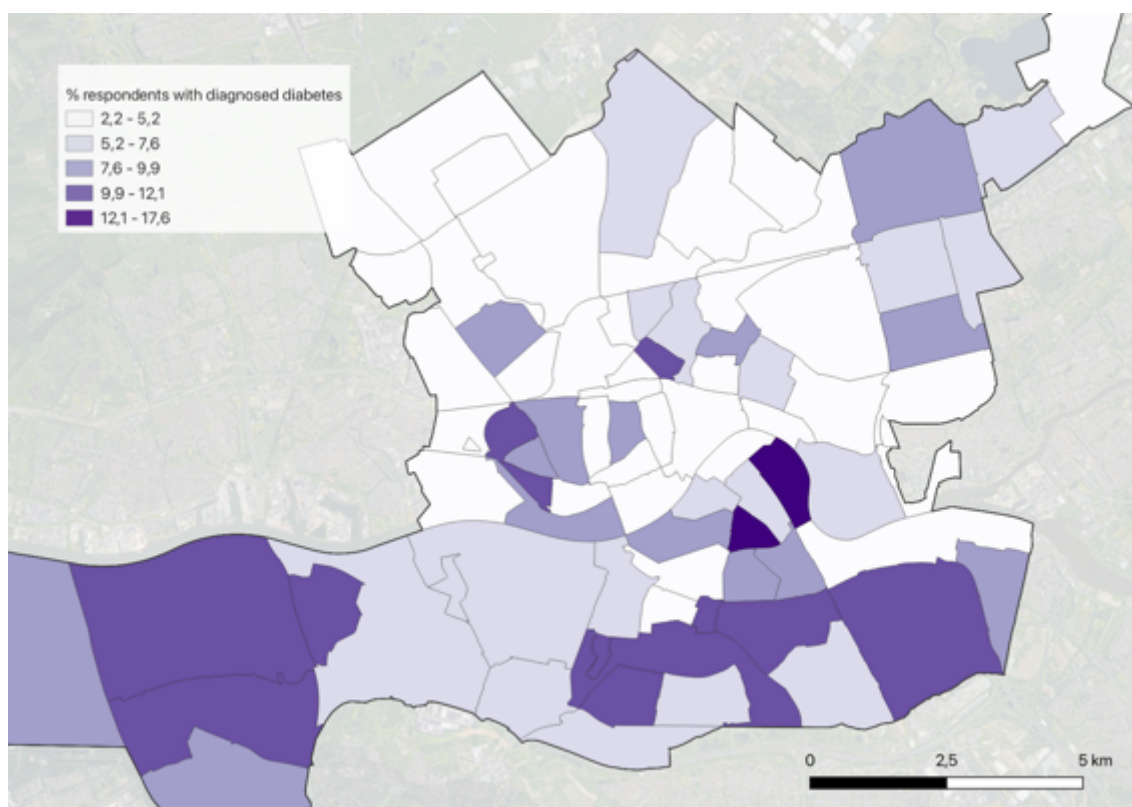 % respondents with diagnosed diabetes
2,2 - 5,2
5,2 - 7,6
7,6 - 9,9
9,9 - 12,1
12,1 - 17,6
0 2,5 5 km